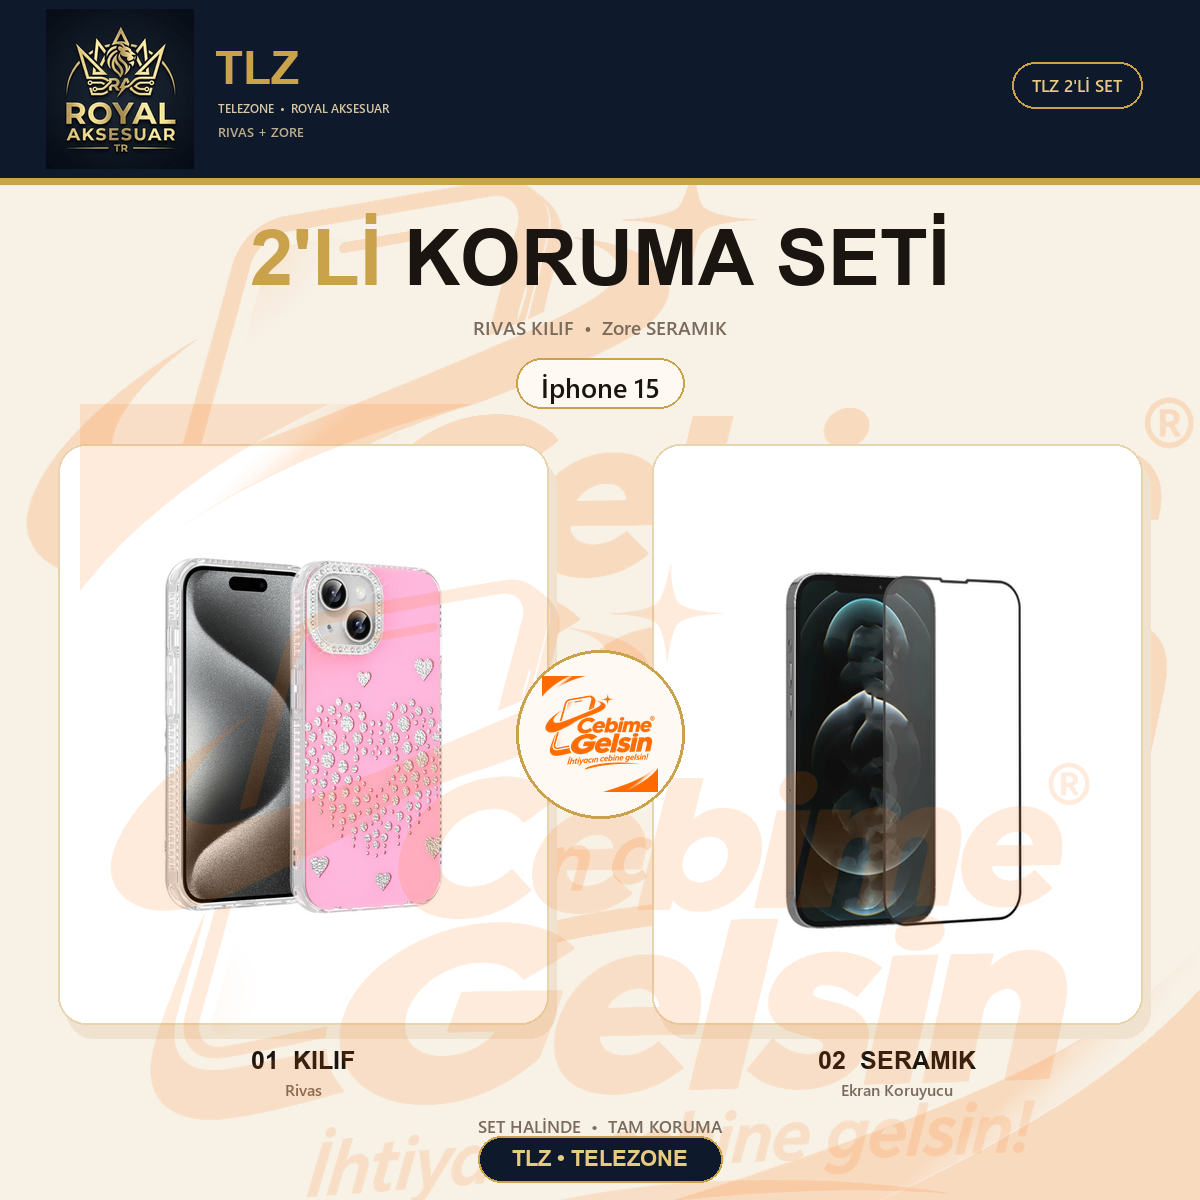 ROYAL
AKSESUAR
TR
TLZ
TELEZONE • ROYAL AKSESUAR
RIVAS + ZORE
TLZ 2'Lİ SET
2'Lİ KORUMA SETİ
RIVAS KILIF • Zore SERAMIK
İphone 15
Cebime®
Gelsin
İhtiyacın cebine gelsin!
Cebime®
Gelsin
01 KILIF
Rivas
02 SERAMIK
Ekran Koruyucu
SET HALİNDE • TAM KORUMA
TLZ • TELEZONE